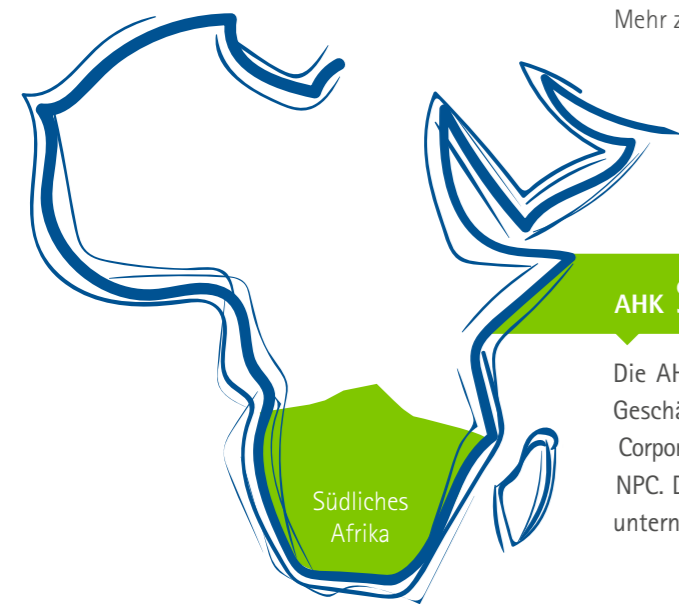 Mehr z
AHK
Die AH
Geschä
Corpor
NPC. D
untern
Südliches
Afrika